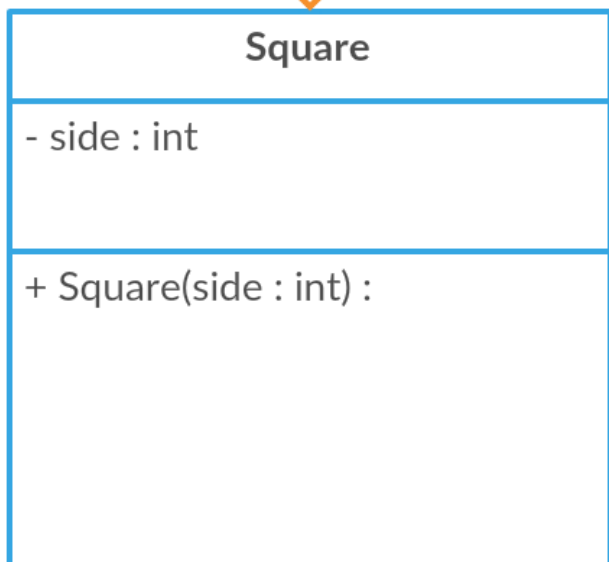 Square
- side : int
+ Square(side : int) :